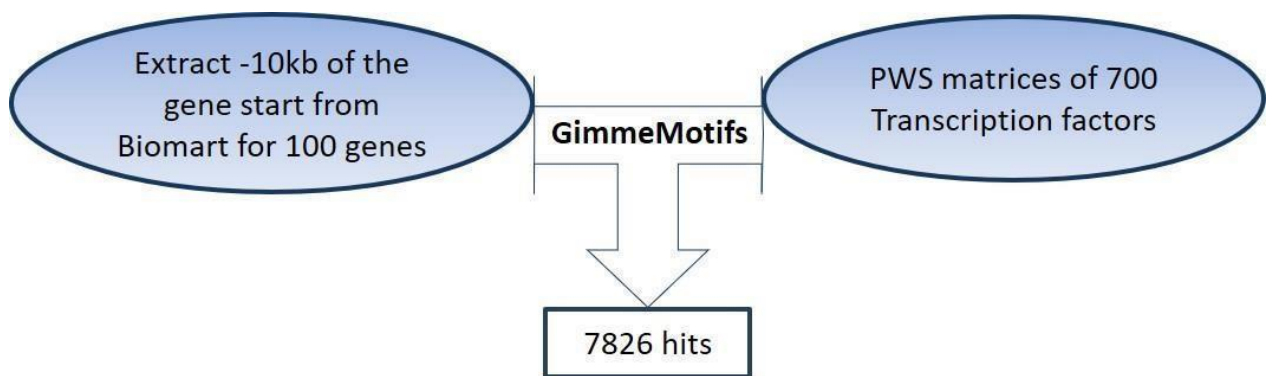 Extract -10kb of the
gene start from
Biomart for 100 genes
GimmeMotifs
PWS matrices of 700
Transcription factors
7826 hits